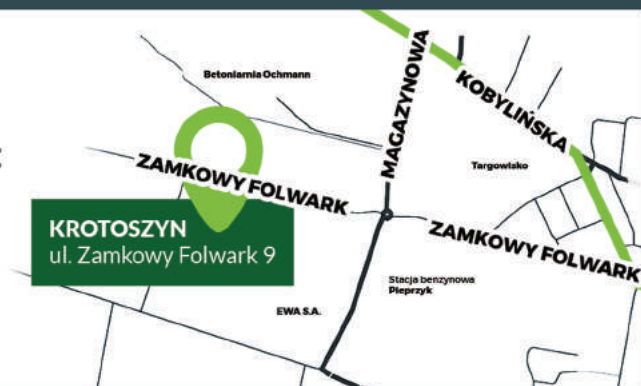 Betoniarnia Ochmann
MAGAZYNOWA
KOBYLIŃSKA
Targowisko
ZAMKOWY FOLWARK
KROTOSZYN
ul. Zamkowy Folwark 9
ZAMKOWY FOLWARK
Stacja benzynowa
Pieprzyk
EWA S.A.